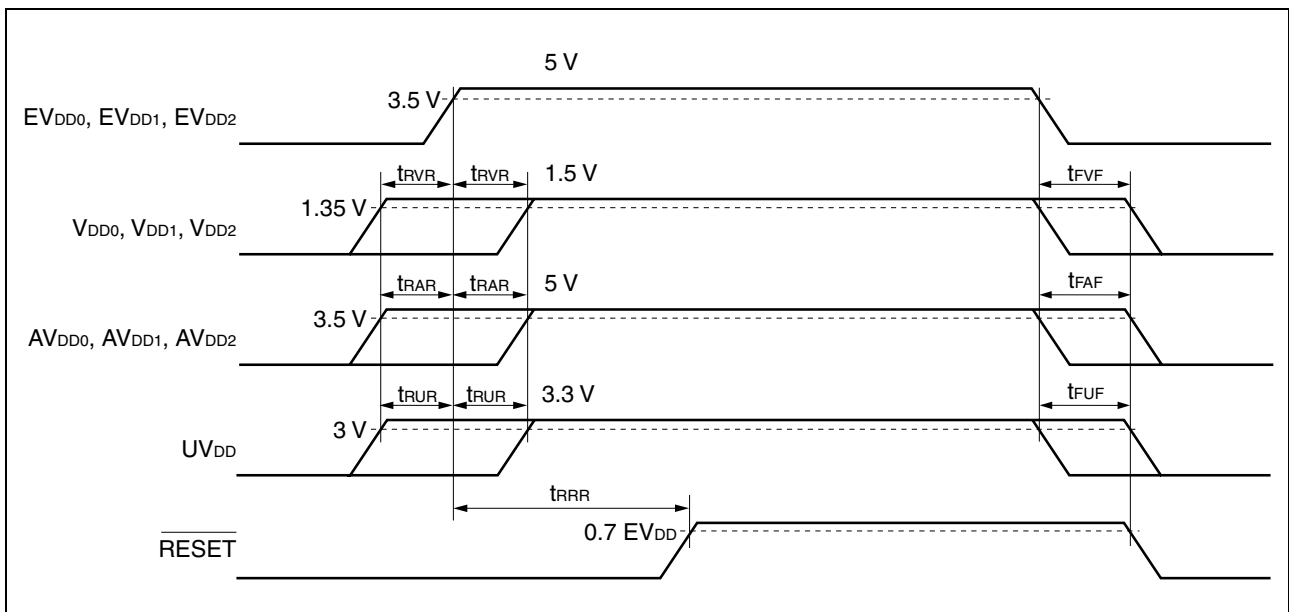 5 V
3.5 V
EVDD0, EVDD1, EVDD2
tRVR tRVR 1.5 V tFVF
1.35 V
VDD0, VDD1, VDD2
tRAR tRAR 5 V tFAF
3.5 V
AVDD0, AVDD1, AVDD2
tRUR tRUR 3.3 V tFUF
3 V
UVDD
tRRR
0.7 EVDD
RESET